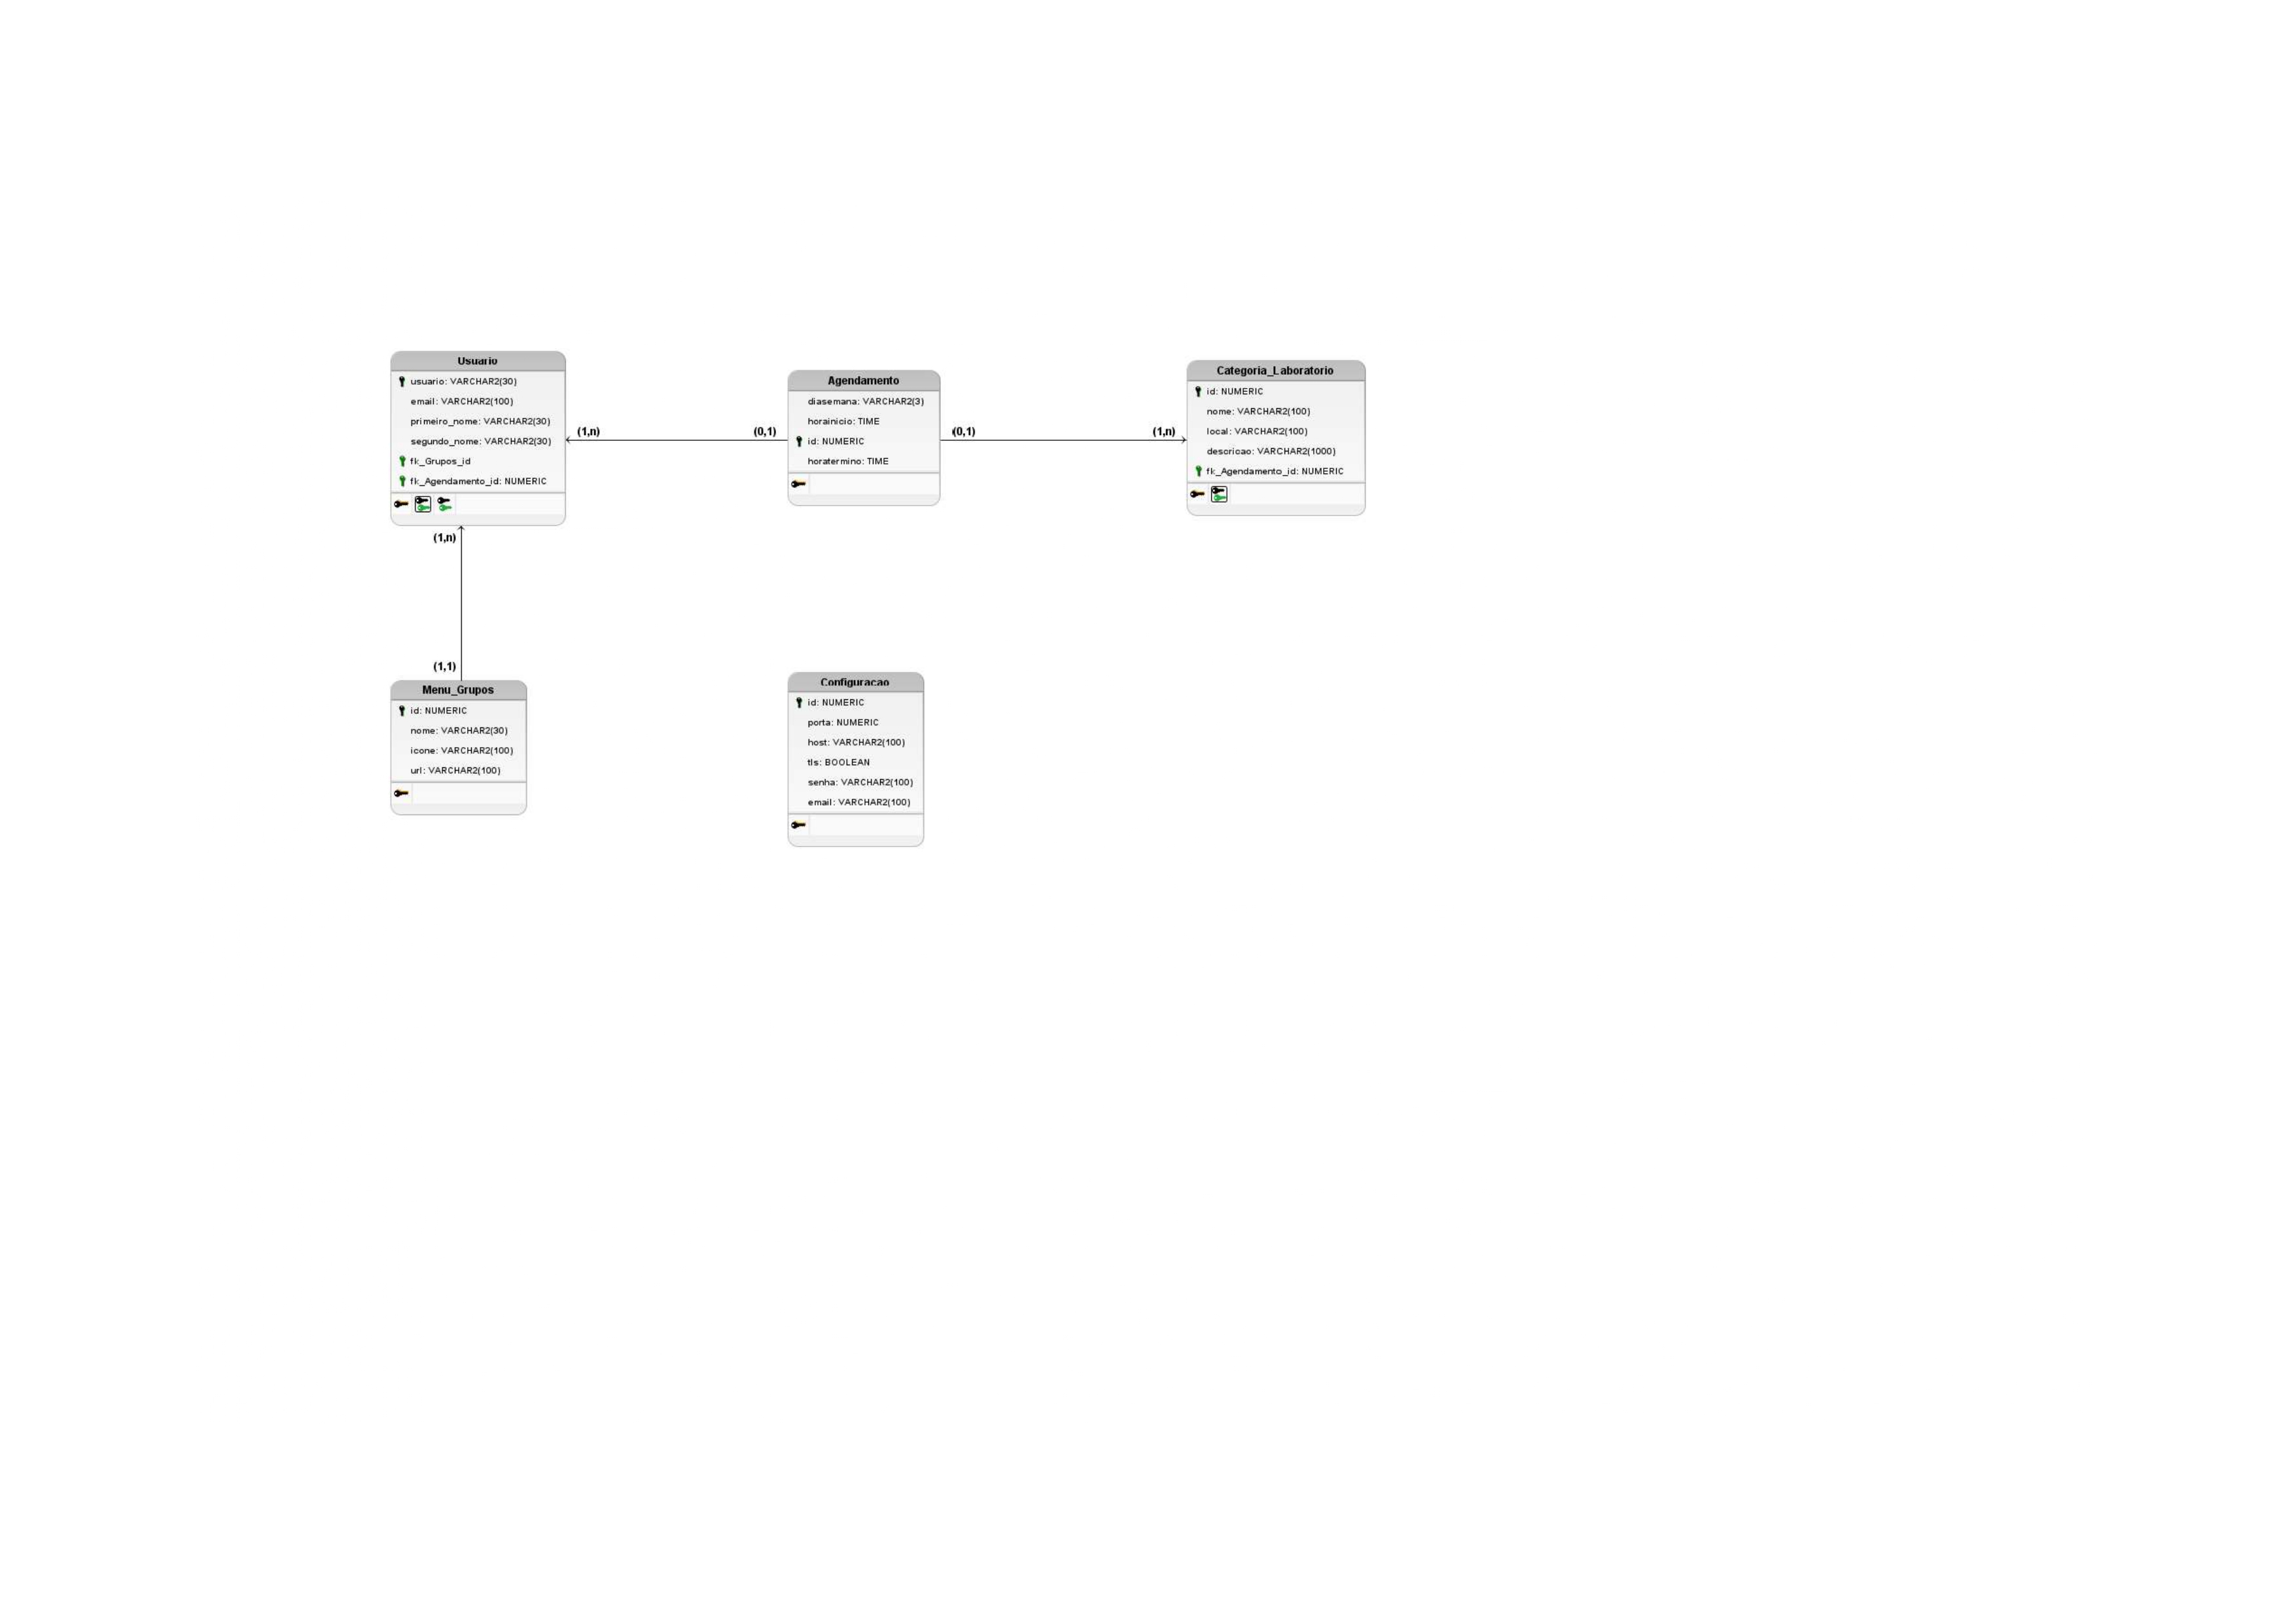 Usuario
usuario: VARCHAR2(30)
email: VARCHAR2(100)
primeiro_nome: VARCHAR2(30)
segundo_nome: VARCHAR2(30)
fk_Grupos_id
fk_Agendamento_id: NUMERIC
(1,n)
(0,1)
Agendamento
diasemana: VARCHAR2(3)
horainicio: TIME
id: NUMERIC
horatermino: TIME
(0,1)
(1,n)
Categoria_Laboratorio
id: NUMERIC
nome: VARCHAR2(100)
local: VARCHAR2(100)
descricao: VARCHAR2(1000)
fk_Agendamento_id: NUMERIC
(1,n)
(1,1)
Menu_Grupos
id: NUMERIC
nome: VARCHAR2(30)
icone: VARCHAR2(100)
url: VARCHAR2(100)
Configuracao
id: NUMERIC
porta: NUMERIC
host: VARCHAR2(100)
tls: BOOLEAN
senha: VARCHAR2(100)
email: VARCHAR2(100)